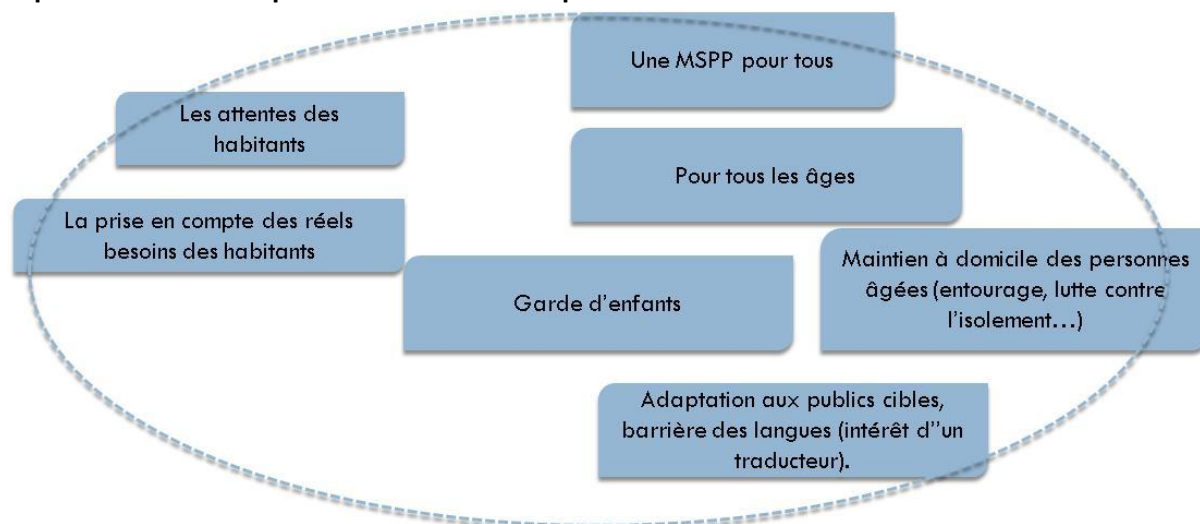 Une MSPP pour tous
Les attentes des
habitants
Pour tous les âges
La prise en compte des réels
besoins des habitants
Maintien à domicile des personnes
âgées (entourage, lutte contre
l'isolement...)
Garde d'enfants
Adaptation aux publics cibles,
barrière des langues (intérêt d''un
traducteur).